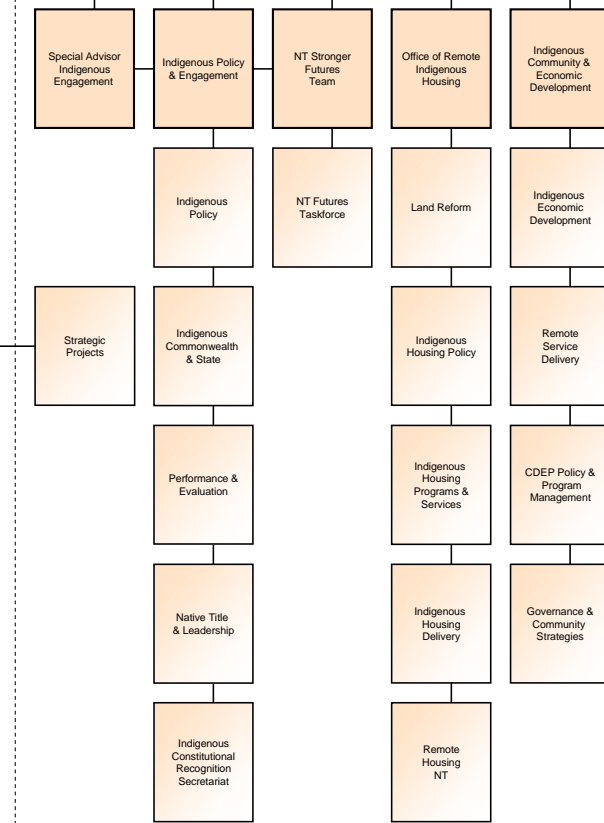 Special Advisor
Indigenous
Engagement
Indigenous Policy
& Engagement
NT Stronger
Futures
Team
Office of Remote
Indigenous
Housing
Indigenous
Community &
Economic
Development
Indigenous
Policy
NT Futures
Taskforce
Land Reform
Indigenous
Economic
Development
Strategic
Projects
Indigenous
Commonwealth
& State
Indigenous
Housing Policy
Remote
Service
Delivery
Performance &
Evaluation
Indigenous
Housing
Programs &
Services
CDEP Policy &
Program
Management
Native Title
& Leadership
Indigenous
Housing
Delivery
Governance &
Community
Strategies
Indigenous
Constitutional
Recognition
Secretariat
Remote
Housing
NT